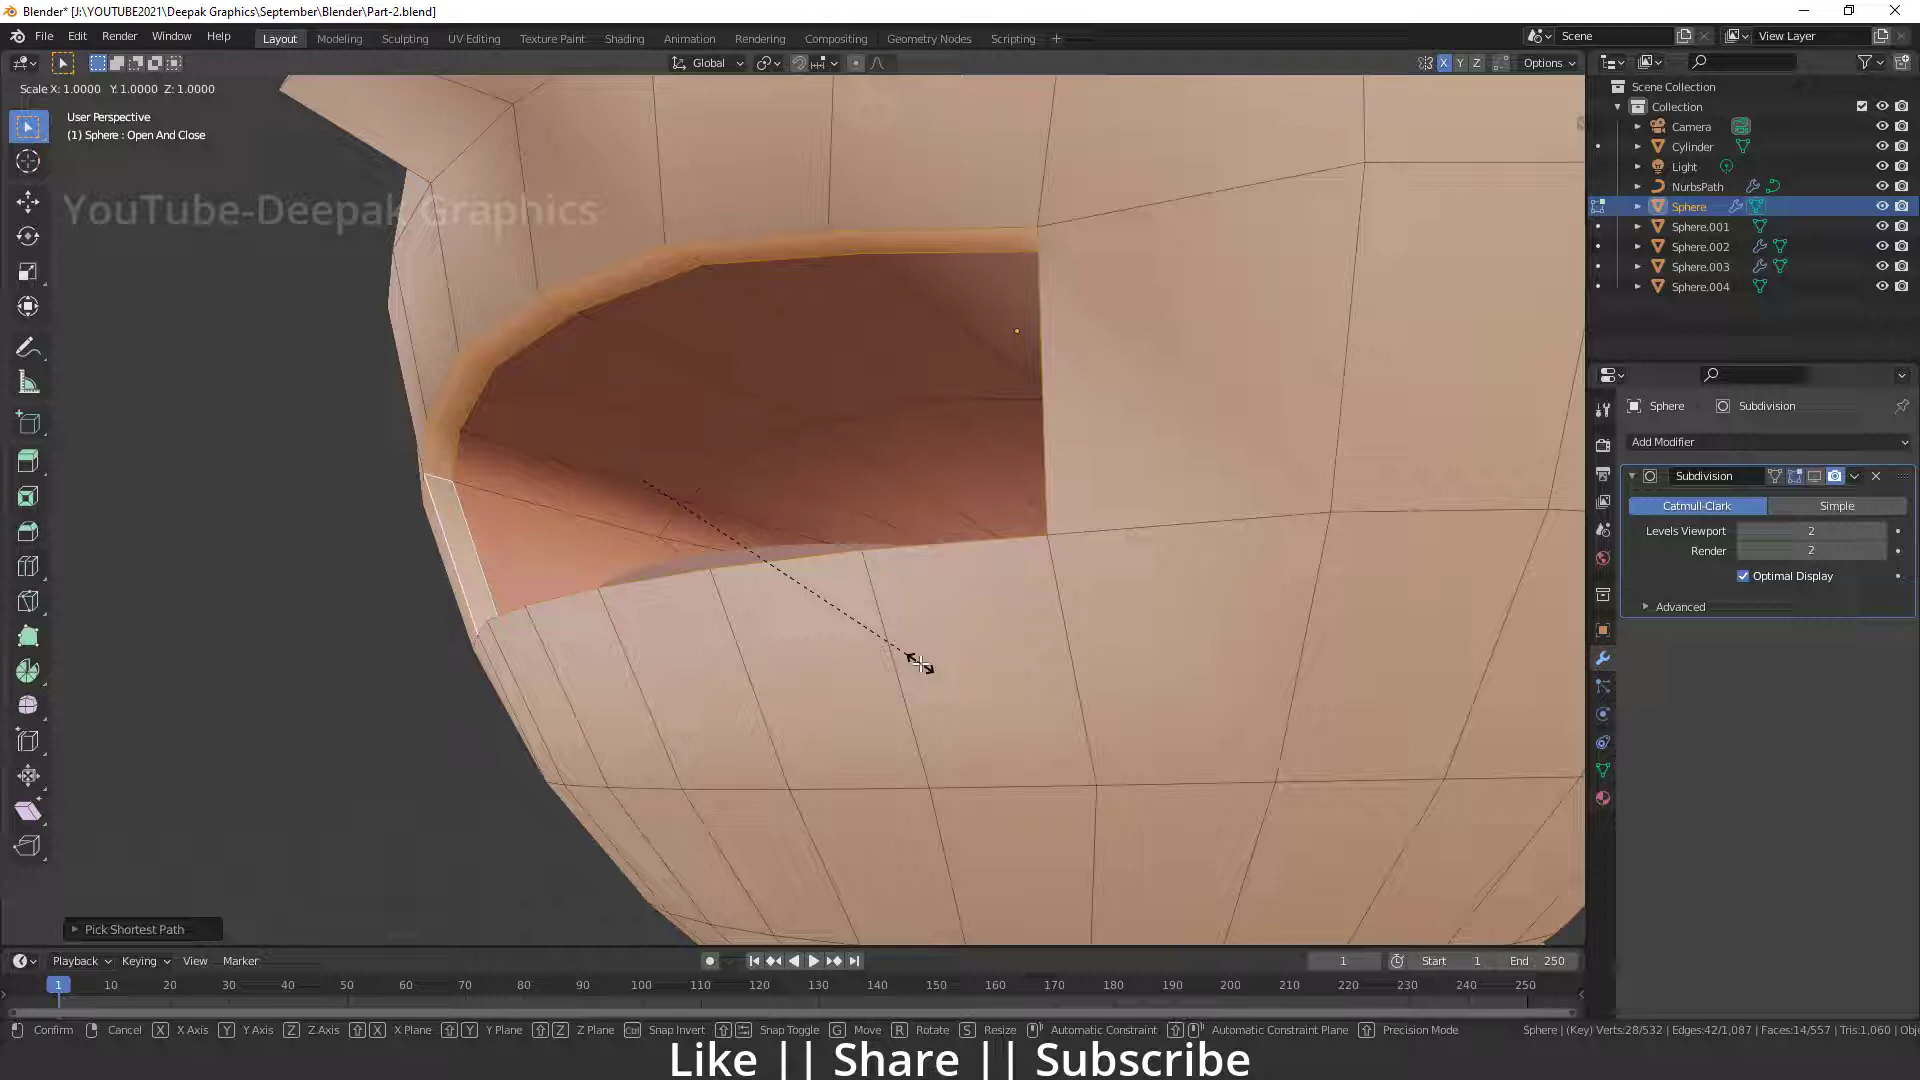 Blender* [J:\YOUTUBE2021\Deepak Graphics\September\Blender\Part-2.blend]
File Edit Render Window Help Layout Modeling Sculpting UV Editing Texture Paint Shading Animation Rendering Compositing Geometry Nodes Scripting + Scene View Layer
Global X Y Z Options
Scale X: 1.0000 Y: 1.0000 Z: 1.0000
User Perspective
(1) Sphere : Open And Close
YouTube-Deepak Graphics
Scene Collection
Collection
Camera
Cylinder
Light
NurbsPath
Sphere
Sphere.001
Sphere.002
Sphere.003
Sphere.004
Sphere Subdivision
Add Modifier
Subdivision
Catmull-Clark Simple
Levels Viewport 2
Render 2
Optimal Display
Advanced
Pick Shortest Path
Playback Keying View Marker 1 Start 1 End 250
1 10 20 30 40 50 60 70 80 90 100 110 120 130 140 150 160 170 180 190 200 210 220 230 240 250
Confirm Cancel X X Axis Y Y Axis Z Z Axis X X Plane Y Y Plane Z Z Plane Ctrl Snap Invert Snap Toggle G Move R Rotate S Resize Automatic Constraint Automatic Constraint Plane Precision Mode Sphere | (Key) Verts:28/532 | Edges:42/1,087 | Faces:14/557 | Tris:1,060 | Obje
Like || Share || Subscribe